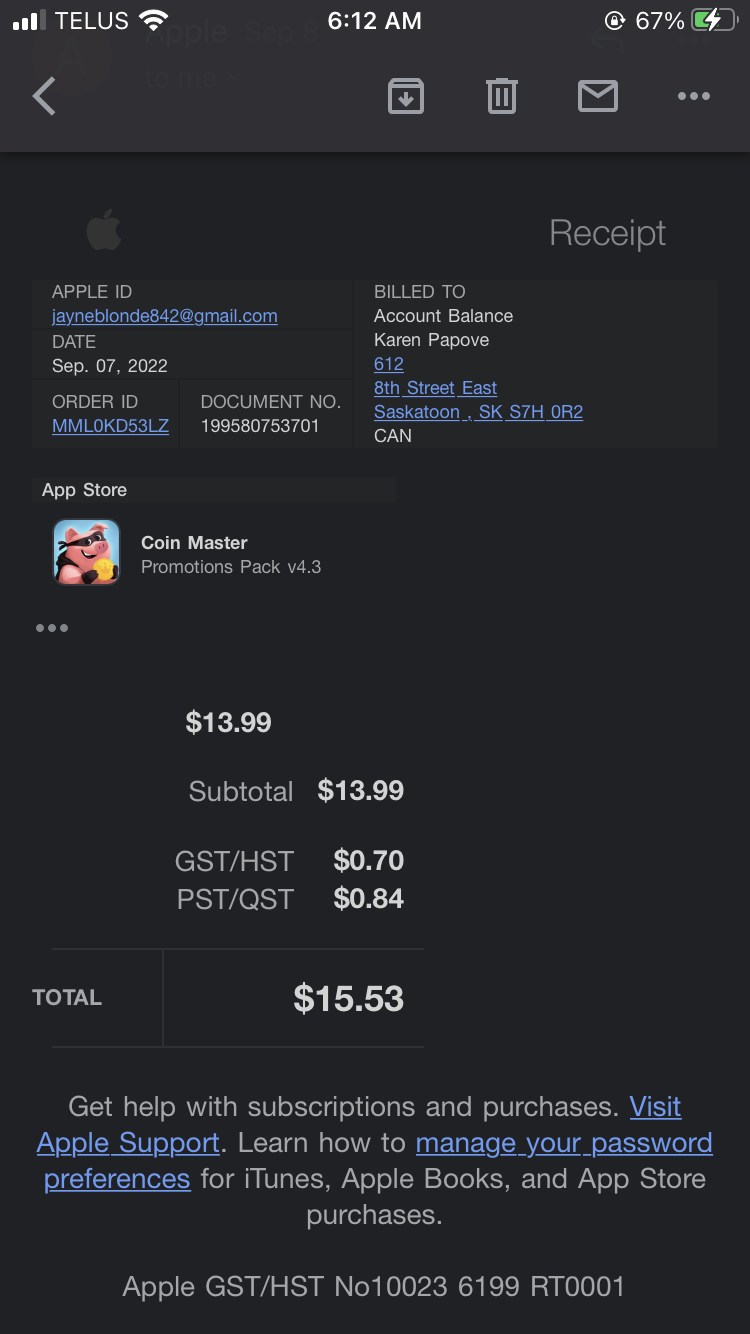 TELUS 6:12 AM 67%
Apple Sep 8
to me
Receipt
APPLE ID
jayneblonde842@gmail.com
DATE
Sep. 07, 2022
ORDER ID
MML0KD53LZ
DOCUMENT NO.
199580753701
BILLED TO
Account Balance
Karen Papove
612
8th Street East
Saskatoon , SK S7H 0R2
CAN
App Store
Coin Master
Promotions Pack v4.3
$13.99
Subtotal $13.99
GST/HST $0.70
PST/QST $0.84
TOTAL $15.53
Get help with subscriptions and purchases. Visit
Apple Support. Learn how to manage your password
preferences for iTunes, Apple Books, and App Store
purchases.
Apple GST/HST No10023 6199 RT0001